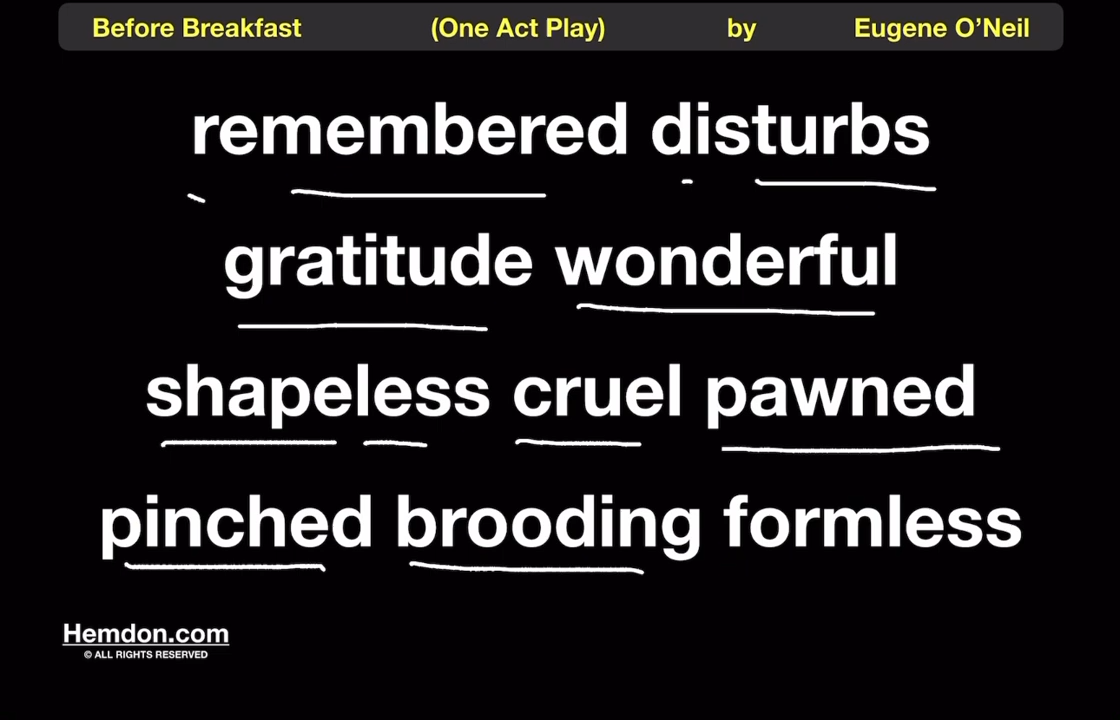 Before Breakfast (One Act Play) by Eugene O’Neil
remembered disturbs
gratitude wonderful
shapeless cruel pawned
pinched brooding formless
Hemdon.com
© ALL RIGHTS RESERVED